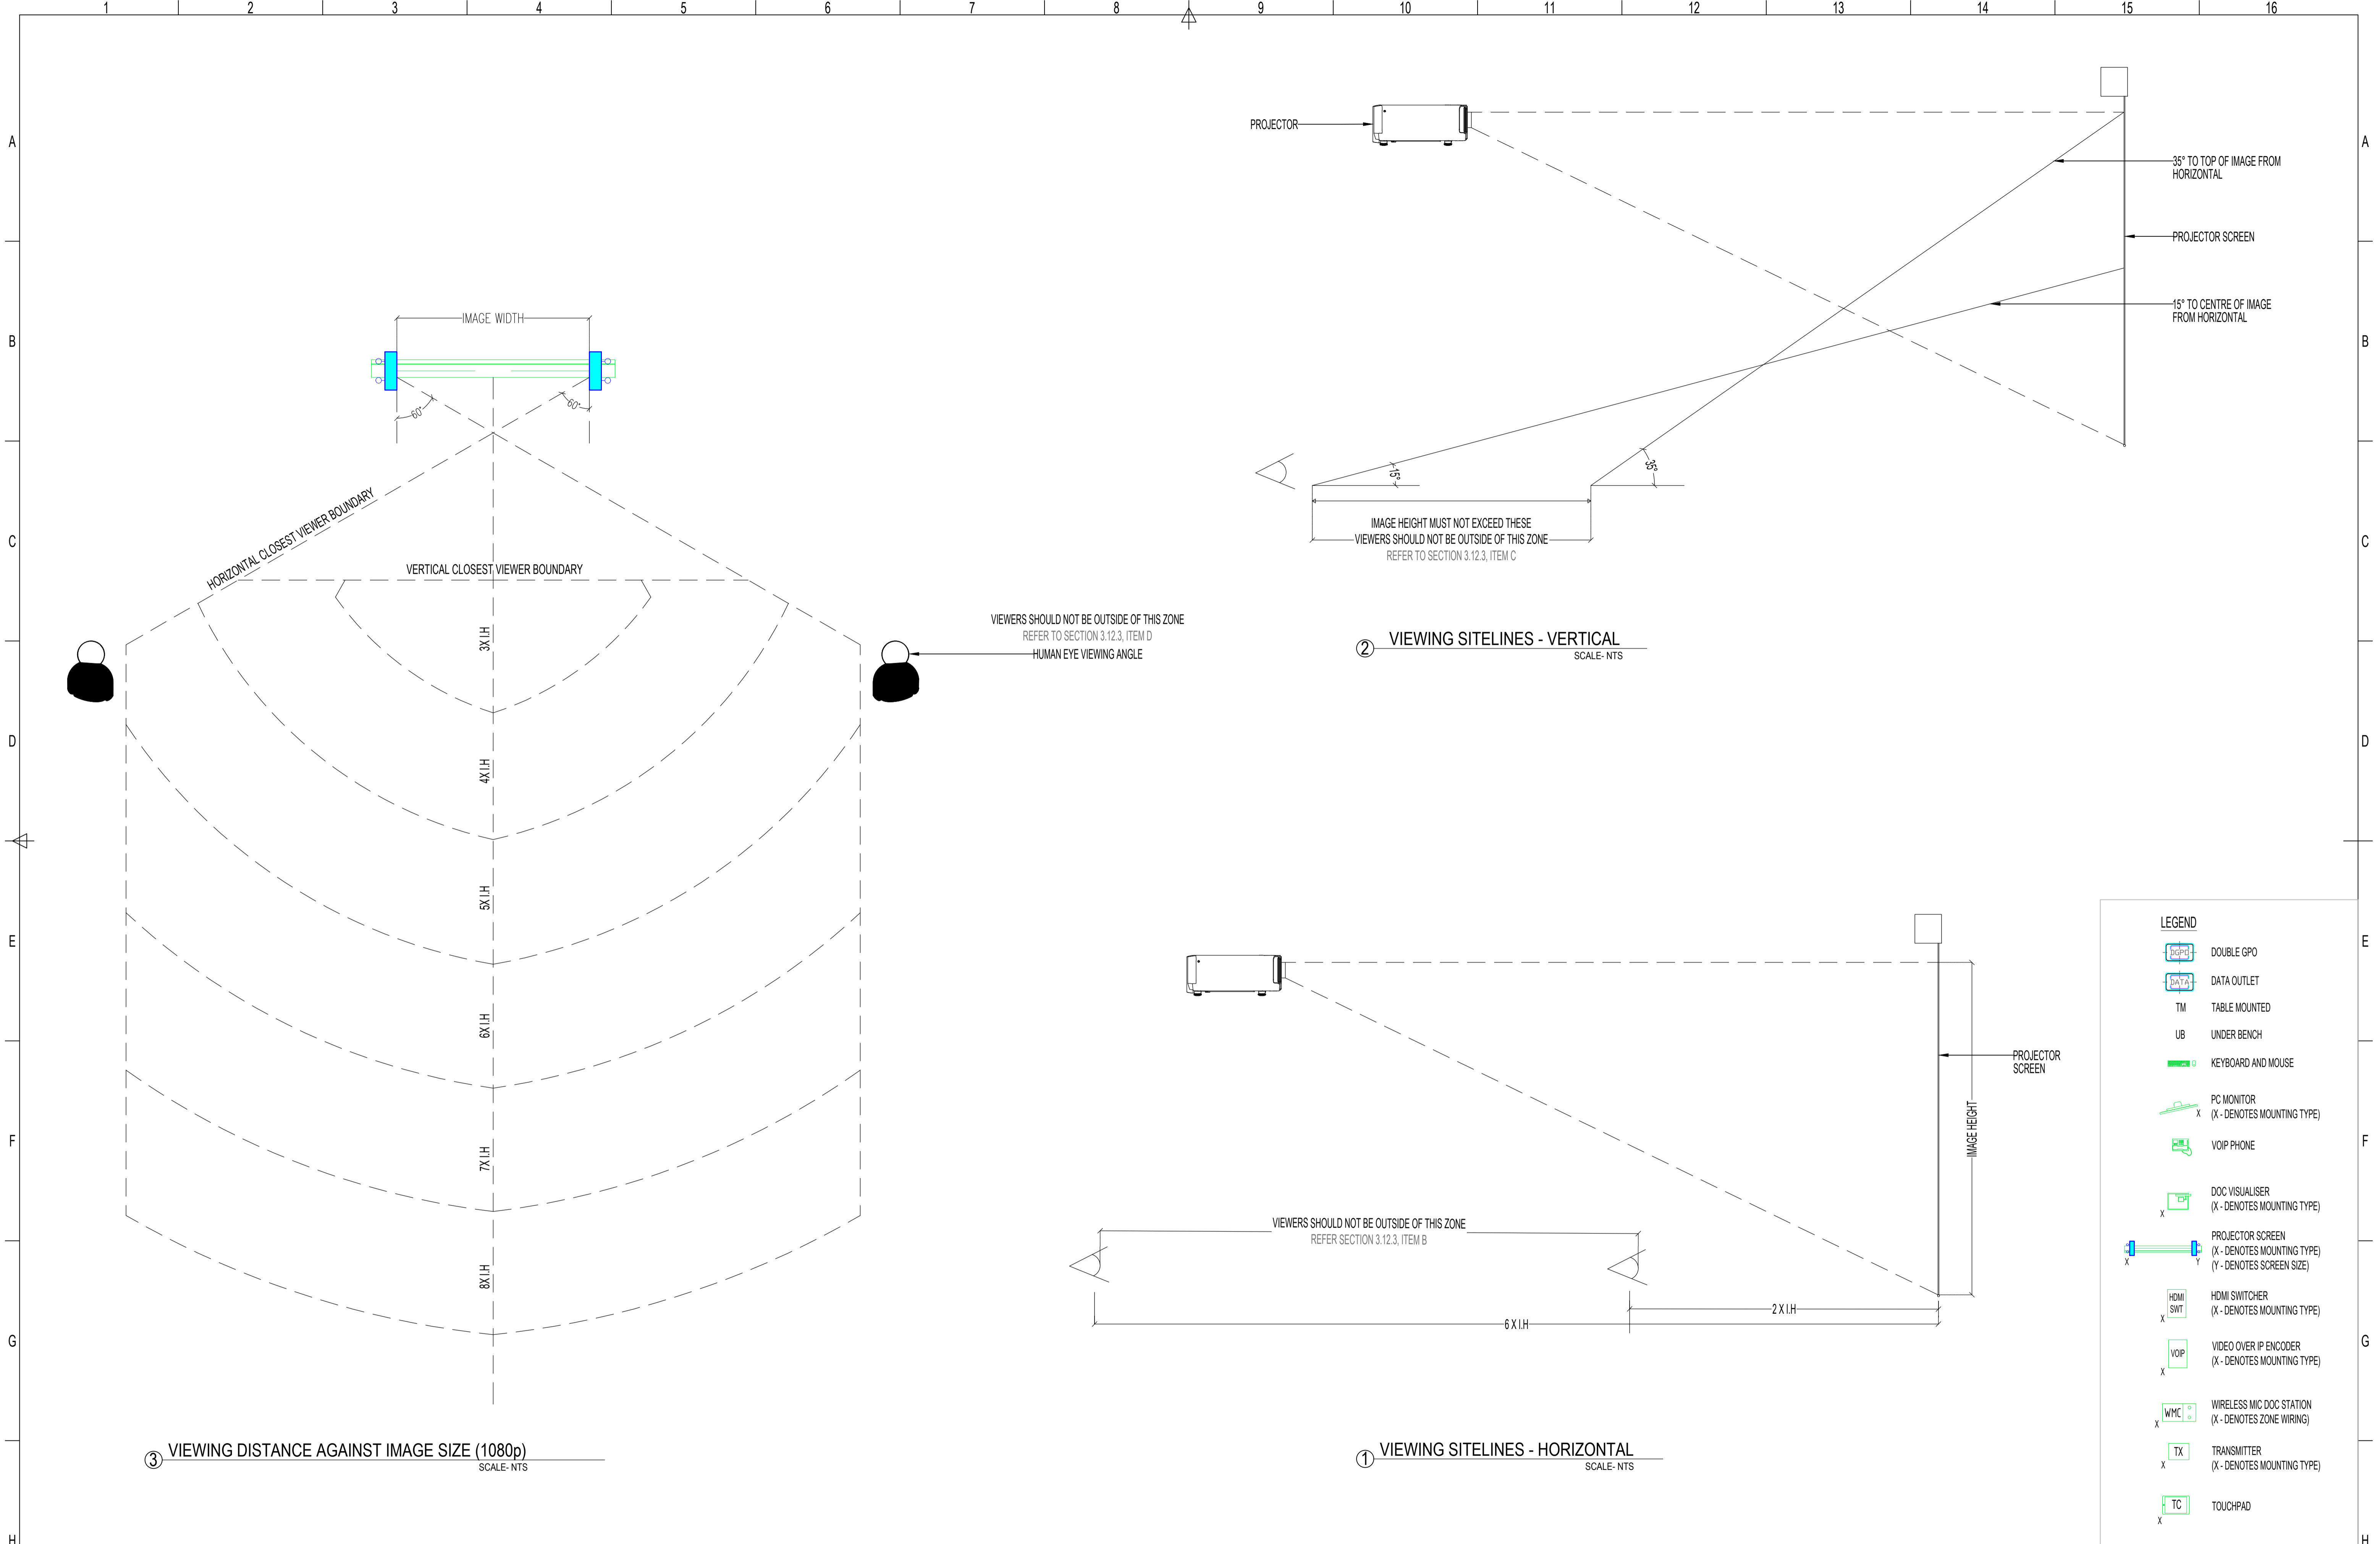 1 2 3 4 5 6 7 8 9 10 11 12 13 14 15 16
A
B
C
D
E
F
G
H
A
B
C
D
E
F
G
H
IMAGE WIDTH
60°
60°
HORIZONTAL CLOSEST VIEWER BOUNDARY
VERTICAL CLOSEST VIEWER BOUNDARY
3X I.H
4X I.H
5X I.H
6X I.H
7X I.H
8X I.H
VIEWERS SHOULD NOT BE OUTSIDE OF THIS ZONE
REFER TO SECTION 3.12.3, ITEM D
HUMAN EYE VIEWING ANGLE
3 VIEWING DISTANCE AGAINST IMAGE SIZE (1080p)
SCALE- NTS
PROJECTOR
35° TO TOP OF IMAGE FROM
HORIZONTAL
PROJECTOR SCREEN
15° TO CENTRE OF IMAGE
FROM HORIZONTAL
15°
35°
IMAGE HEIGHT MUST NOT EXCEED THESE
VIEWERS SHOULD NOT BE OUTSIDE OF THIS ZONE
REFER TO SECTION 3.12.3, ITEM C
2 VIEWING SITELINES - VERTICAL
SCALE- NTS
PROJECTOR
SCREEN
IMAGE HEIGHT
VIEWERS SHOULD NOT BE OUTSIDE OF THIS ZONE
REFER SECTION 3.12.3, ITEM B
2 X I.H
6 X I.H
1 VIEWING SITELINES - HORIZONTAL
SCALE- NTS
LEGEND
DGPO DOUBLE GPO
DATA DATA OUTLET
TM TABLE MOUNTED
UB UNDER BENCH
KEYBOARD AND MOUSE
PC MONITOR
X (X - DENOTES MOUNTING TYPE)
VOIP PHONE
DOC VISUALISER
(X - DENOTES MOUNTING TYPE)
X
PROJECTOR SCREEN
(X - DENOTES MOUNTING TYPE)
X Y (Y - DENOTES SCREEN SIZE)
HDMI HDMI SWITCHER
SWT (X - DENOTES MOUNTING TYPE)
X
VIDEO OVER IP ENCODER
VOIP (X - DENOTES MOUNTING TYPE)
X
WIRELESS MIC DOC STATION
WMC (X - DENOTES ZONE WIRING)
X
TX TRANSMITTER
X (X - DENOTES MOUNTING TYPE)
TC TOUCHPAD
X